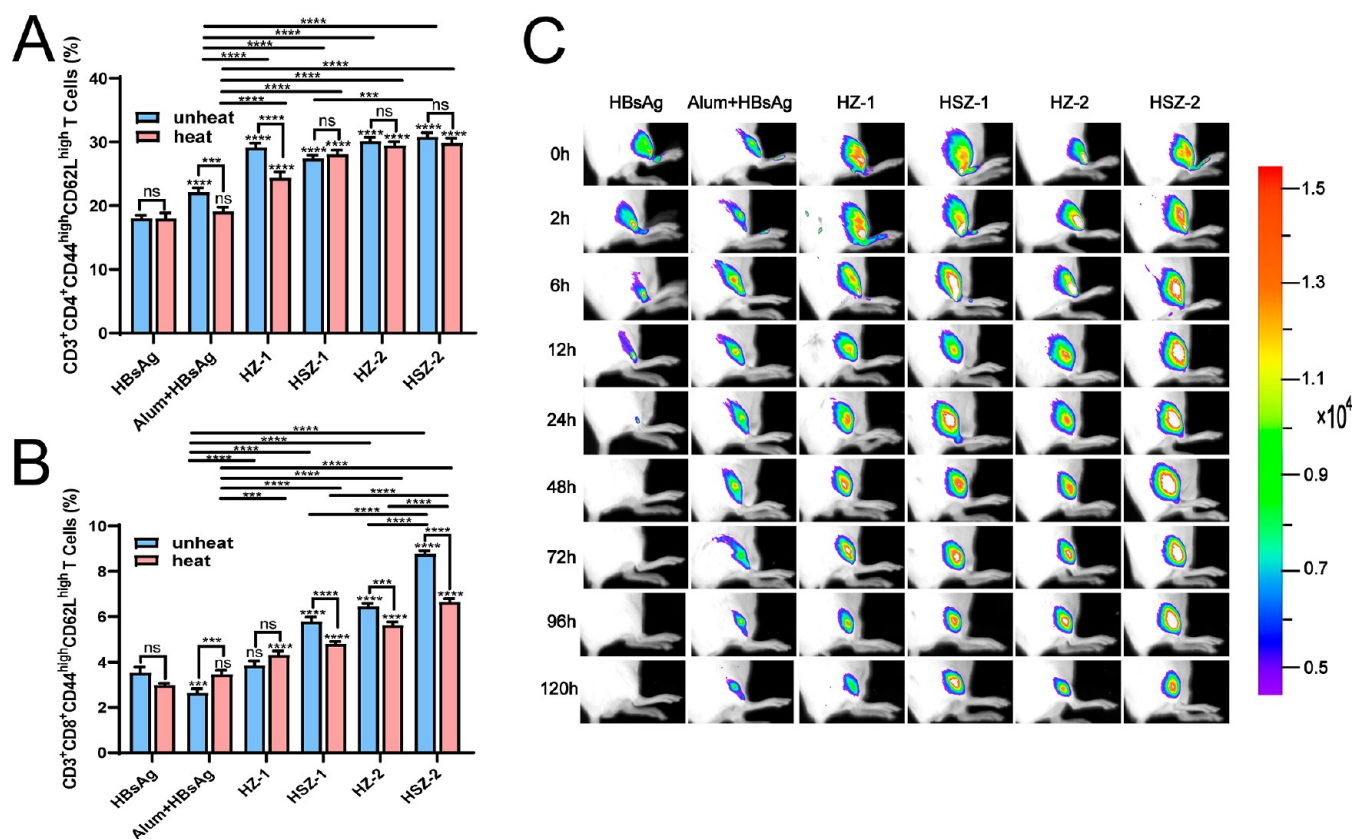 A
CD3+CD4+CD44highCD62Lhigh T Cells (%)
****
****
****
****
****
****
****
**** ***
40
30
20
10
0
unheat
heat
ns
***
**** ns
****
**** ****
ns
**** ****
ns
**** ****
ns
**** ****
HBsAg
Alum+HBsAg
HZ-1
HSZ-1
HZ-2
HSZ-2
B
CD3+CD8+CD44highCD62Lhigh T Cells (%)
****
****
****
****
****
****
**** ****
*** ****
****
****
10
8
6
4
2
0
unheat
heat
ns
***
*** ns
ns
ns ****
****
**** ****
***
**** ****
****
**** ****
HBsAg
Alum+HBsAg
HZ-1
HSZ-1
HZ-2
HSZ-2
C
HBsAg Alum+HBsAg HZ-1 HSZ-1 HZ-2 HSZ-2
0h
2h
6h
12h
24h
48h
72h
96h
120h
1.5
1.3
1.1
×10⁴
0.9
0.7
0.5